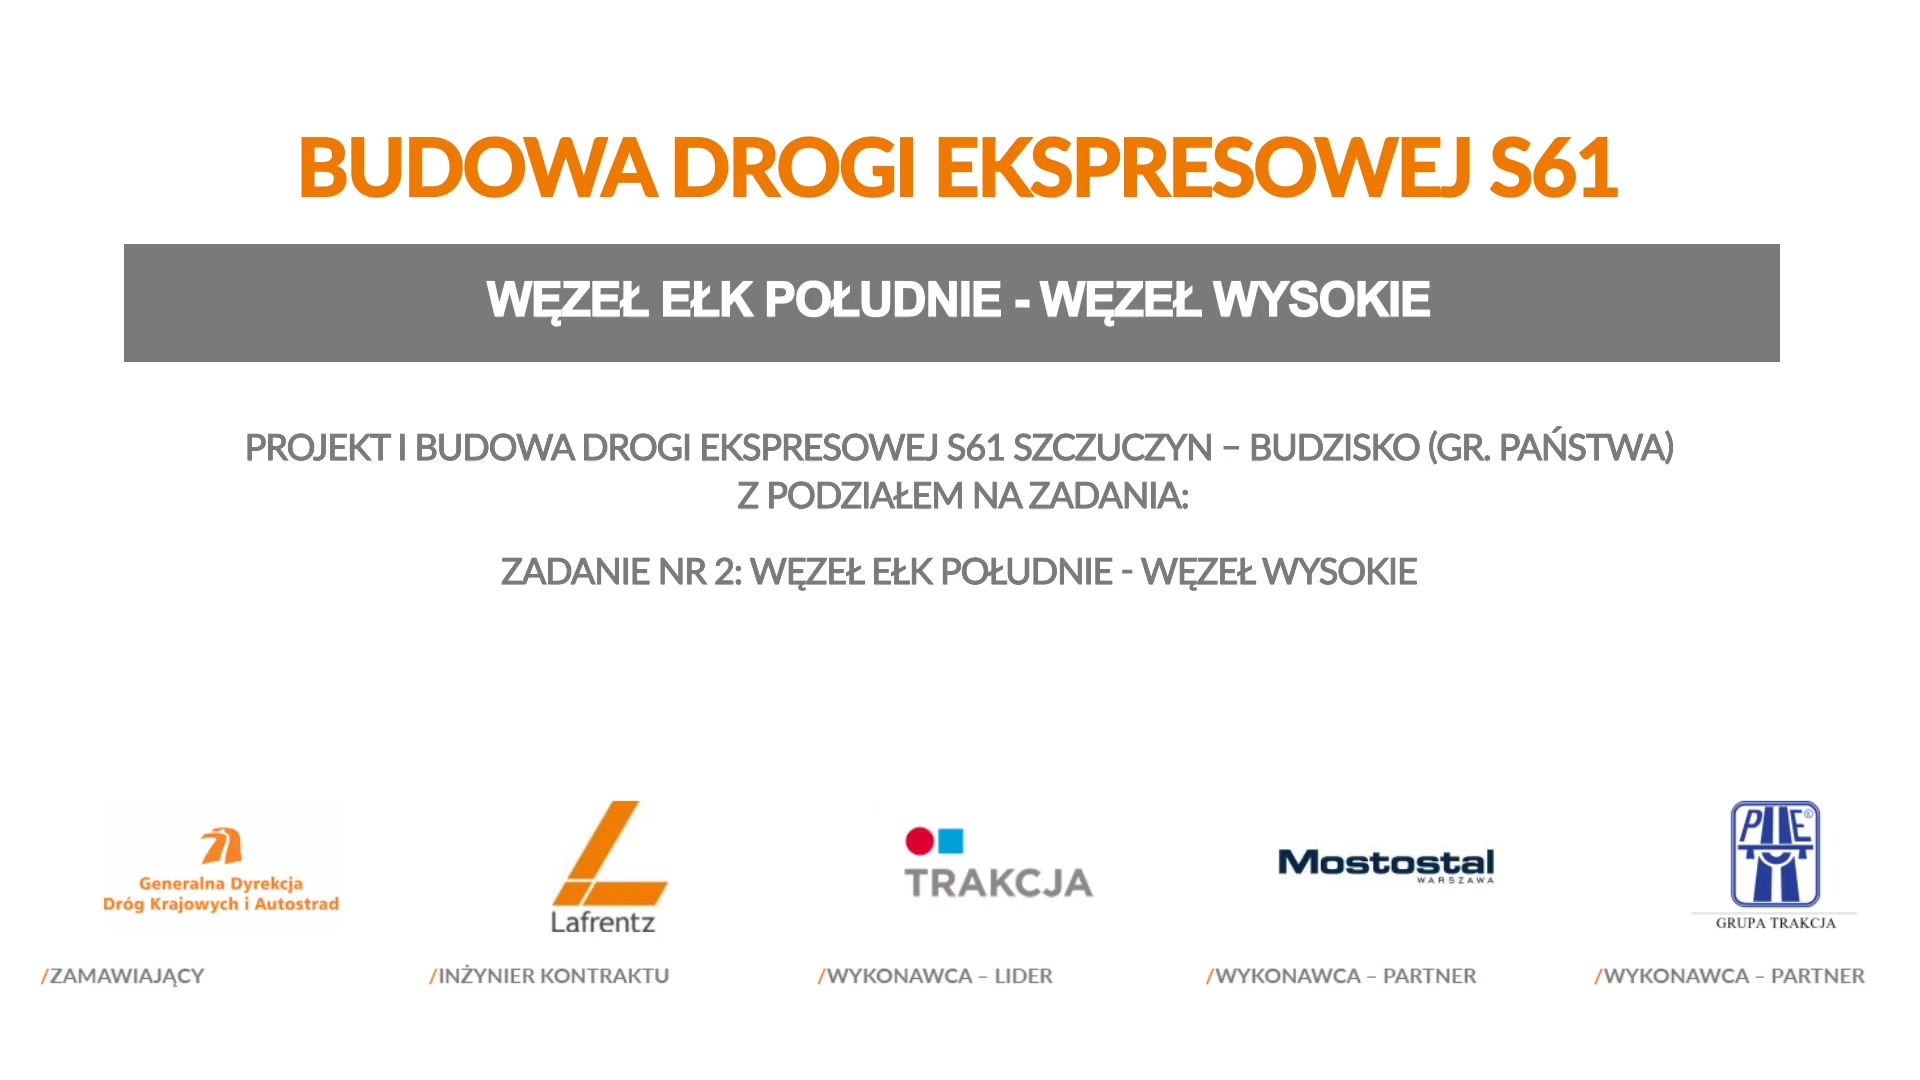 BUDOWA DROGI EKSPRESOWEJ S61
WĘZEŁ EŁK POŁUDNIE - WĘZEŁ WYSOKIE
PROJEKT I BUDOWA DROGI EKSPRESOWEJ S61 SZCZUCZYN – BUDZISKO (GR. PAŃSTWA)
Z PODZIAŁEM NA ZADANIA:
ZADANIE NR 2: WĘZEŁ EŁK POŁUDNIE - WĘZEŁ WYSOKIE
Generalna Dyrekcja
Dróg Krajowych i Autostrad
Lafrentz
TRAKCJA
Mostostal
WARSZAWA
®
GRUPA TRAKCJA
/ZAMAWIAJĄCY
/INŻYNIER KONTRAKTU
/WYKONAWCA – LIDER
/WYKONAWCA – PARTNER
/WYKONAWCA – PARTNER